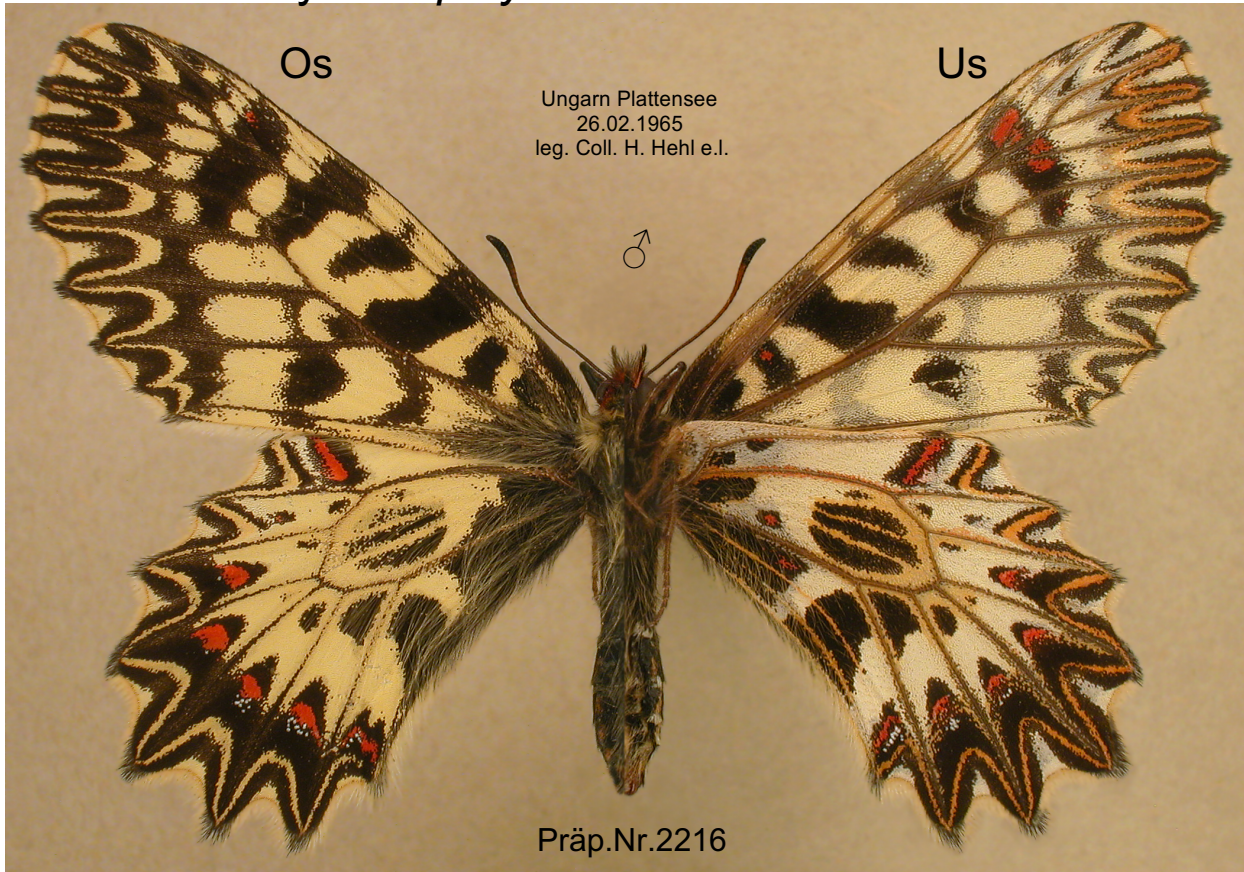 Os
Us
Ungarn Plattensee
26.02.1965
leg. Coll. H. Hehl e.l.
♂
Präp.Nr.2216